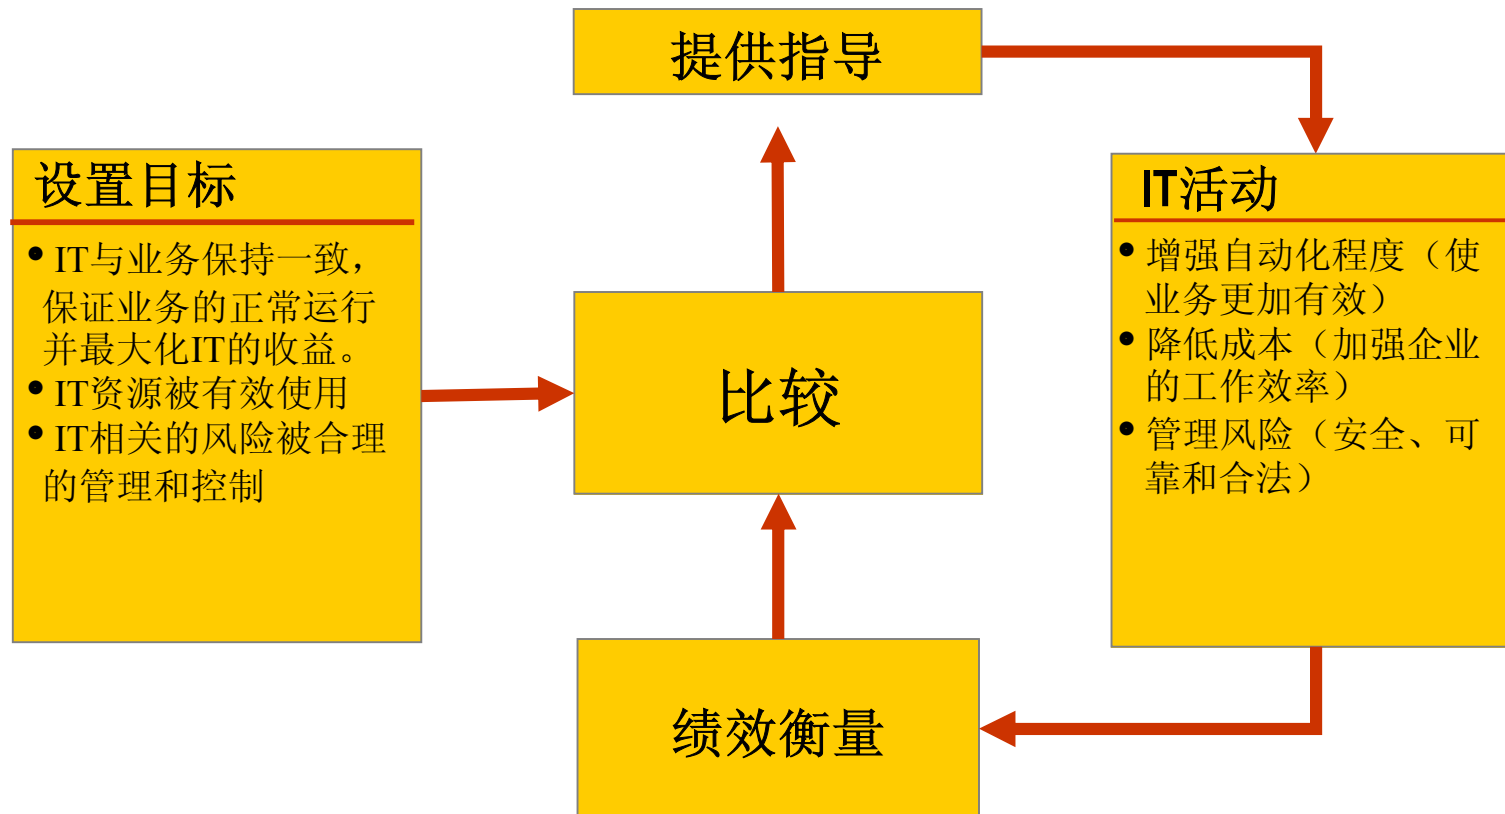 提供指导
设置目标
• IT与业务保持一致，
保证业务的正常运行
并最大化IT的收益。
• IT资源被有效使用
• IT相关的风险被合理
的管理和控制
比较
绩效衡量
IT活动
• 增强自动化程度（使
业务更加有效）
• 降低成本（加强企业
的工作效率）
• 管理风险（安全、可
靠和合法）